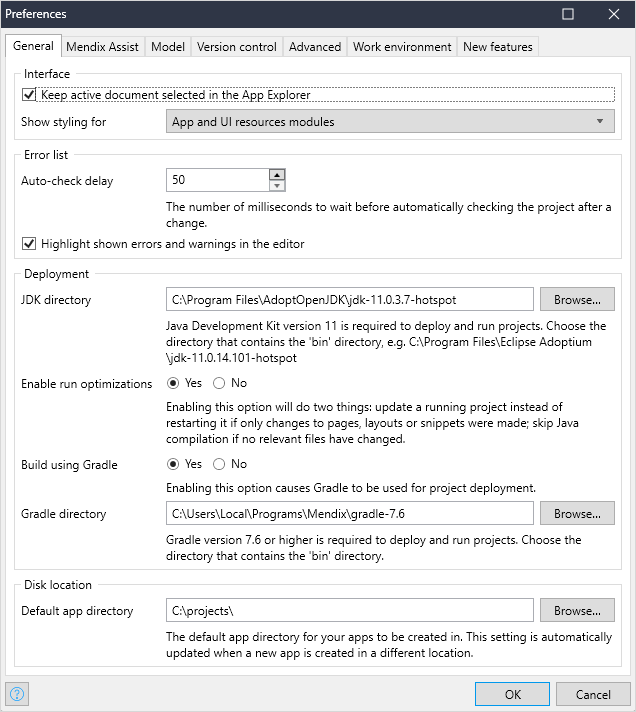 Preferences
General Mendix Assist Model Version control Advanced Work environment New features
Interface
Keep active document selected in the App Explorer
Show styling for App and UI resources modules
Error list
Auto-check delay 50
The number of milliseconds to wait before automatically checking the project after a
change.
Highlight shown errors and warnings in the editor
Deployment
JDK directory C:\Program Files\AdoptOpenJDK\jdk-11.0.3.7-hotspot Browse...
Java Development Kit version 11 is required to deploy and run projects. Choose the
directory that contains the 'bin' directory, e.g. C:\Program Files\Eclipse Adoptium
\jdk-11.0.14.101-hotspot
Enable run optimizations Yes No
Enabling this option will do two things: update a running project instead of
restarting it if only changes to pages, layouts or snippets were made; skip Java
compilation if no relevant files have changed.
Build using Gradle Yes No
Enabling this option causes Gradle to be used for project deployment.
Gradle directory C:\Users\Local\Programs\Mendix\gradle-7.6 Browse...
Gradle version 7.6 or higher is required to deploy and run projects. Choose the
directory that contains the 'bin' directory.
Disk location
Default app directory C:\projects\ Browse...
The default app directory for your apps to be created in. This setting is automatically
updated when a new app is created in a different location.
? OK Cancel